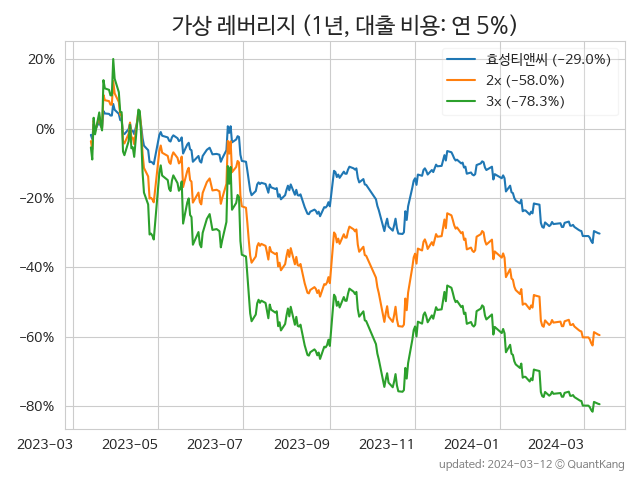 가상 레버리지 (1년, 대출 비용: 연 5%)
효성티앤씨 (−29.0%)
2x (−58.0%)
3x (−78.3%)
20%
0%
−20%
−40%
−60%
−80%
2023−03 2023−05 2023−07 2023−09 2023−11 2024−01 2024−03
updated: 2024-03-12 © QuantKang